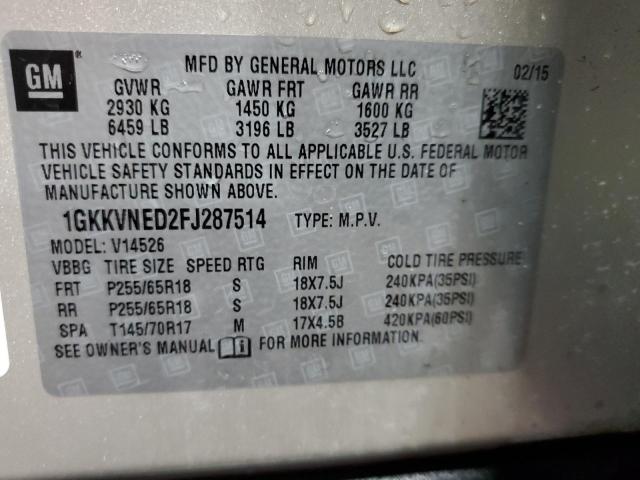 GM ® MFD BY GENERAL MOTORS LLC 02/15
GVWR GAWR FRT GAWR RR
2930 KG 1450 KG 1600 KG
6459 LB 3196 LB 3527 LB
THIS VEHICLE CONFORMS TO ALL APPLICABLE U.S. FEDERAL MOTOR
VEHICLE SAFETY STANDARDS IN EFFECT ON THE DATE OF
MANUFACTURE SHOWN ABOVE.
1GKKVNED2FJ287514 TYPE: M.P.V.
MODEL: V14526
VBBG TIRE SIZE SPEED RTG RIM COLD TIRE PRESSURE
FRT P255/65R18 S 18X7.5J 240KPA(35PSI)
RR P255/65R18 S 18X7.5J 240KPA(35PSI)
SPA T145/70R17 M 17X4.5B 420KPA(60PSI)
SEE OWNER'S MANUAL FOR MORE INFORMATION.